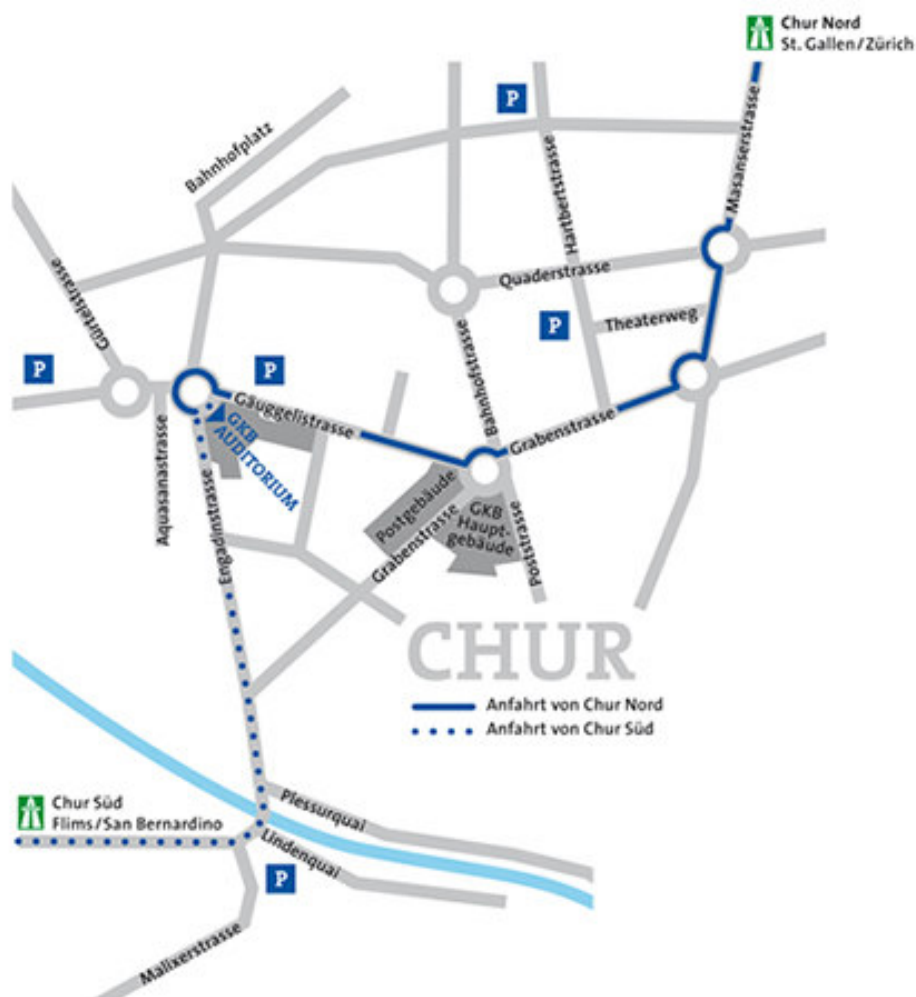 Chur Nord
St. Gallen/Zürich
P
Bahnhofplatz
Masanserstrasse
Hartbertstrasse
Gürtelstrasse
Quaderstrasse
P
Theaterweg
P
P
Bahnhofstrasse
Gäuggelistrasse
Grabenstrasse
GKB
AUDITORIUM
Aquasanastrasse
Engadinstrasse
Postgebäude
Grabenstrasse
GKB
Haupt-
gebäude
Poststrasse
CHUR
Anfahrt von Chur Nord
Anfahrt von Chur Süd
Chur Süd
Flims/San Bernardino
Plessurquai
Lindenquai
P
Malixerstrasse